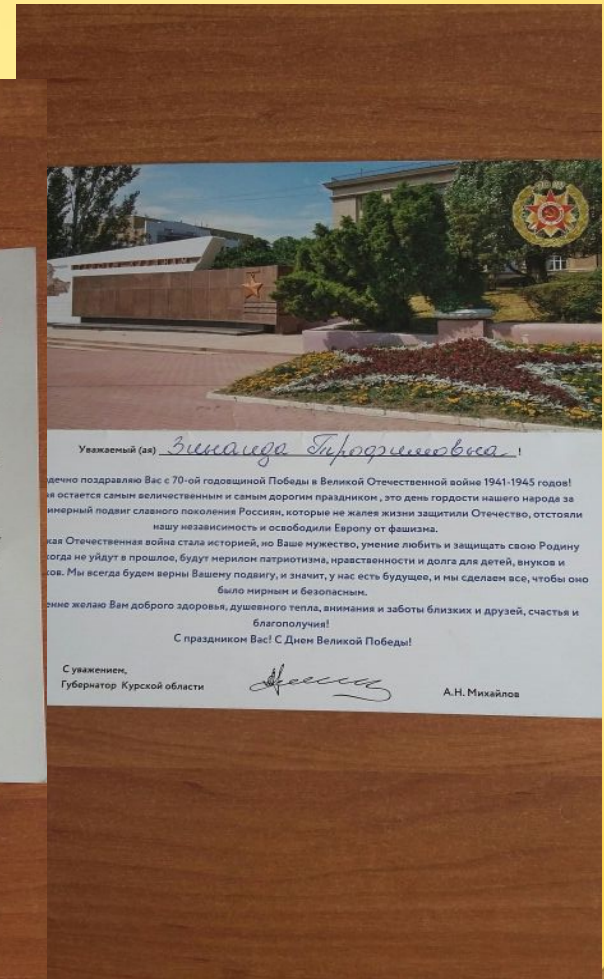 Уважаемый (ая) Зинаида Трофимовна !
дечно поздравляю Вас с 70-ой годовщиной Победы в Великой Отечественной войне 1941-1945 годов!
я остается самым величественным и самым дорогим праздником , это день гордости нашего народа за
имерный подвиг славного поколения Россиян, которые не жалея жизни защитили Отечество, отстояли
нашу независимость и освободили Европу от фашизма.
кая Отечественная война стала историей, но Ваше мужество, умение любить и защищать свою Родину
когда не уйдут в прошлое, будут мерилом патриотизма, нравственности и долга для детей, внуков и
ков. Мы всегда будем верны Вашему подвигу, и значит, у нас есть будущее, и мы сделаем все, чтобы оно
было мирным и безопасным.
енне желаю Вам доброго здоровья, душевного тепла, внимания и заботы близких и друзей, счастья и
благополучия!
С праздником Вас! С Днем Великой Победы!
С уважением,
Губернатор Курской области
А.Н. Михайлов